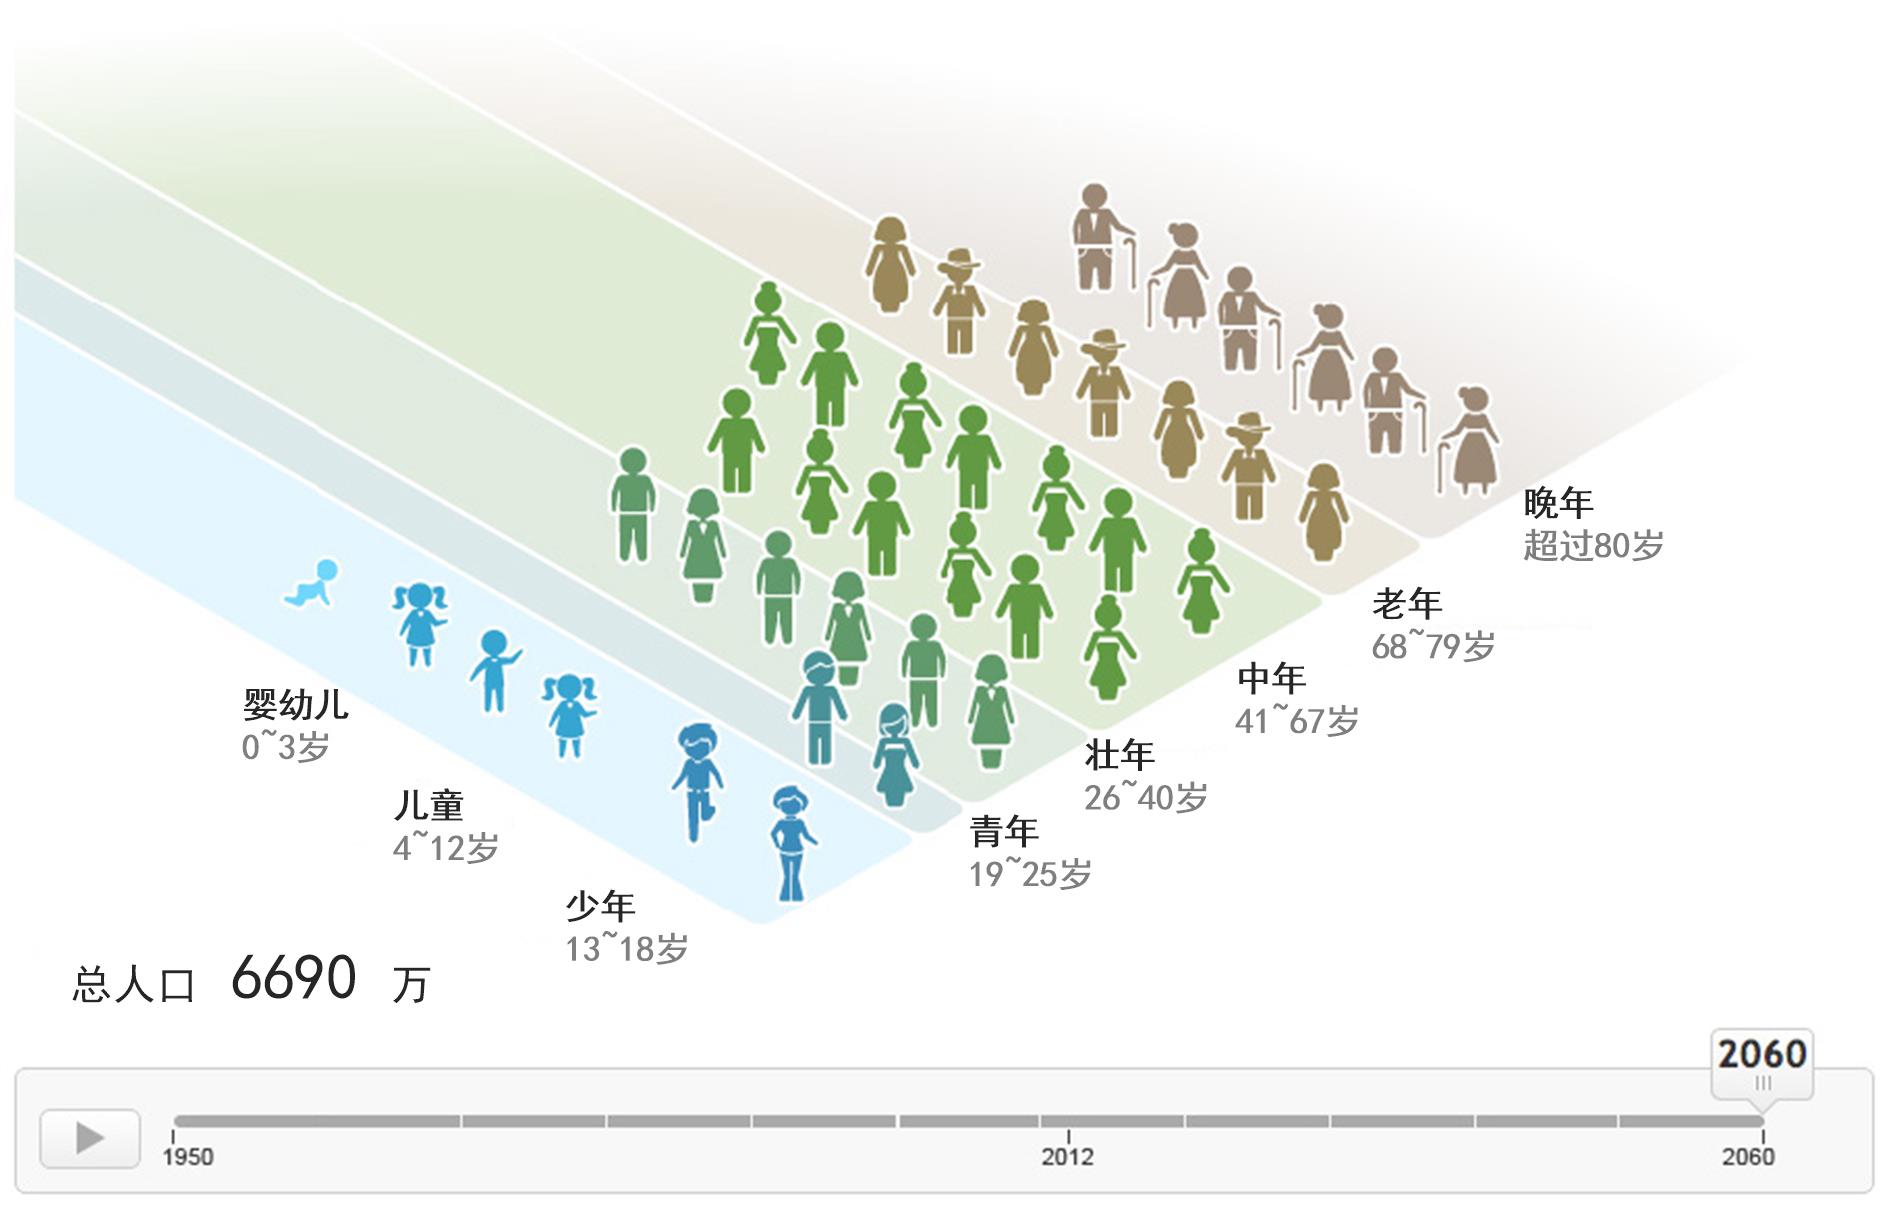 晚年
超过80岁
老年
68~79岁
中年
41~67岁
壮年
26~40岁
青年
19~25岁
婴幼儿
0~3岁
儿童
4~12岁
少年
13~18岁
总人口 6690 万
2060
1950
2012
2060